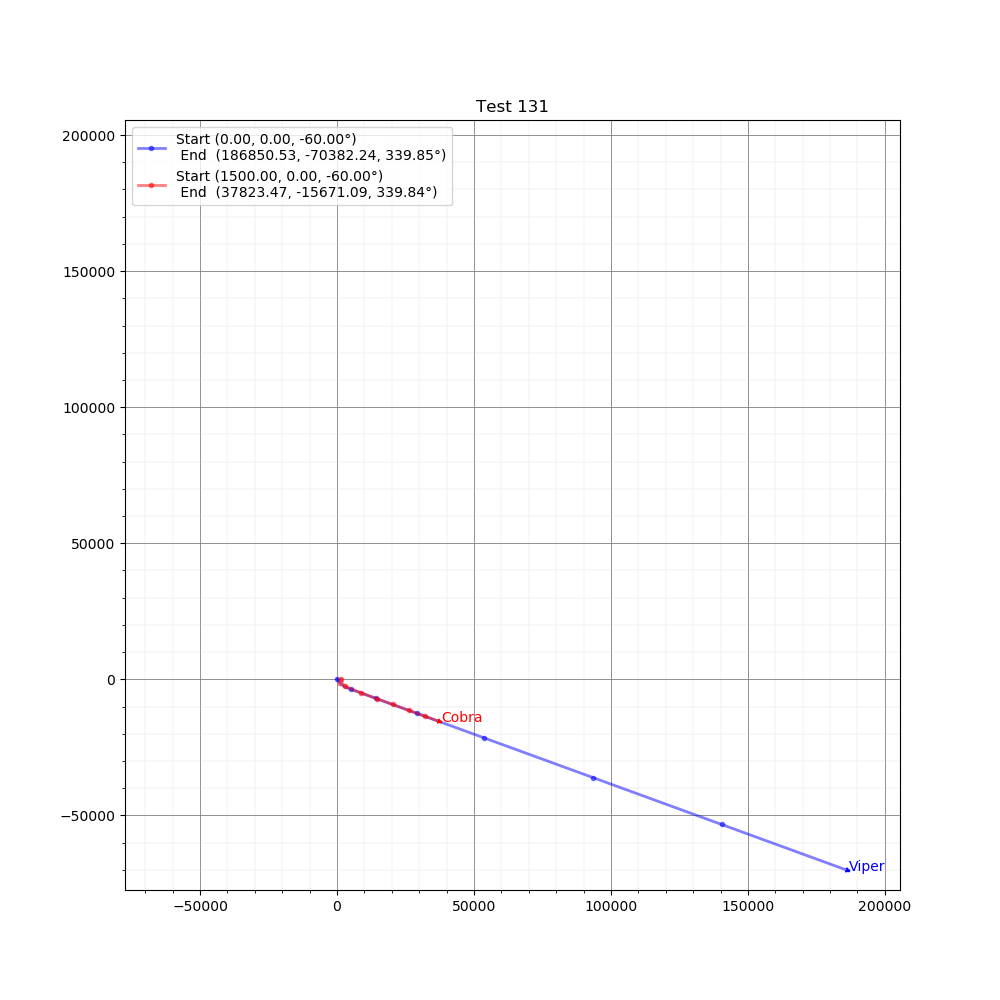 Test 131
Start (0.00, 0.00, -60.00°)
End (186850.53, -70382.24, 339.85°)
Start (1500.00, 0.00, -60.00°)
End (37823.47, -15671.09, 339.84°)
200000
150000
100000
50000
0
−50000
Cobra
Viper
−50000 0 50000 100000 150000 200000